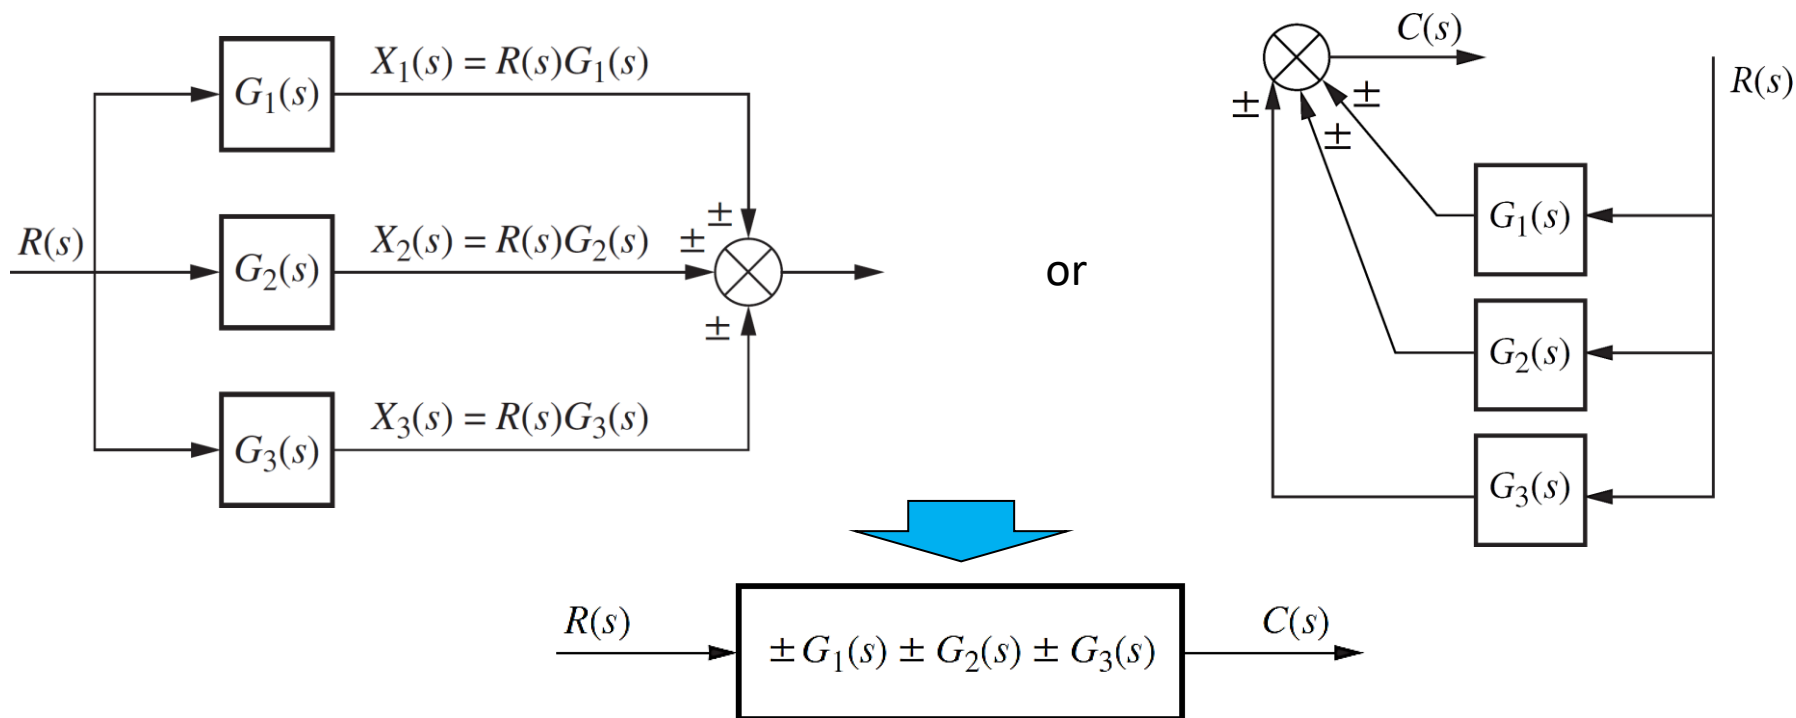 G₁(s)
X₁(s) = R(s)G₁(s)
±
R(s)
G₂(s)
X₂(s) = R(s)G₂(s)
±
±
G₃(s)
X₃(s) = R(s)G₃(s)
or
C(s)
R(s)
±
±
±
G₁(s)
G₂(s)
G₃(s)
R(s)
± G₁(s) ± G₂(s) ± G₃(s)
C(s)